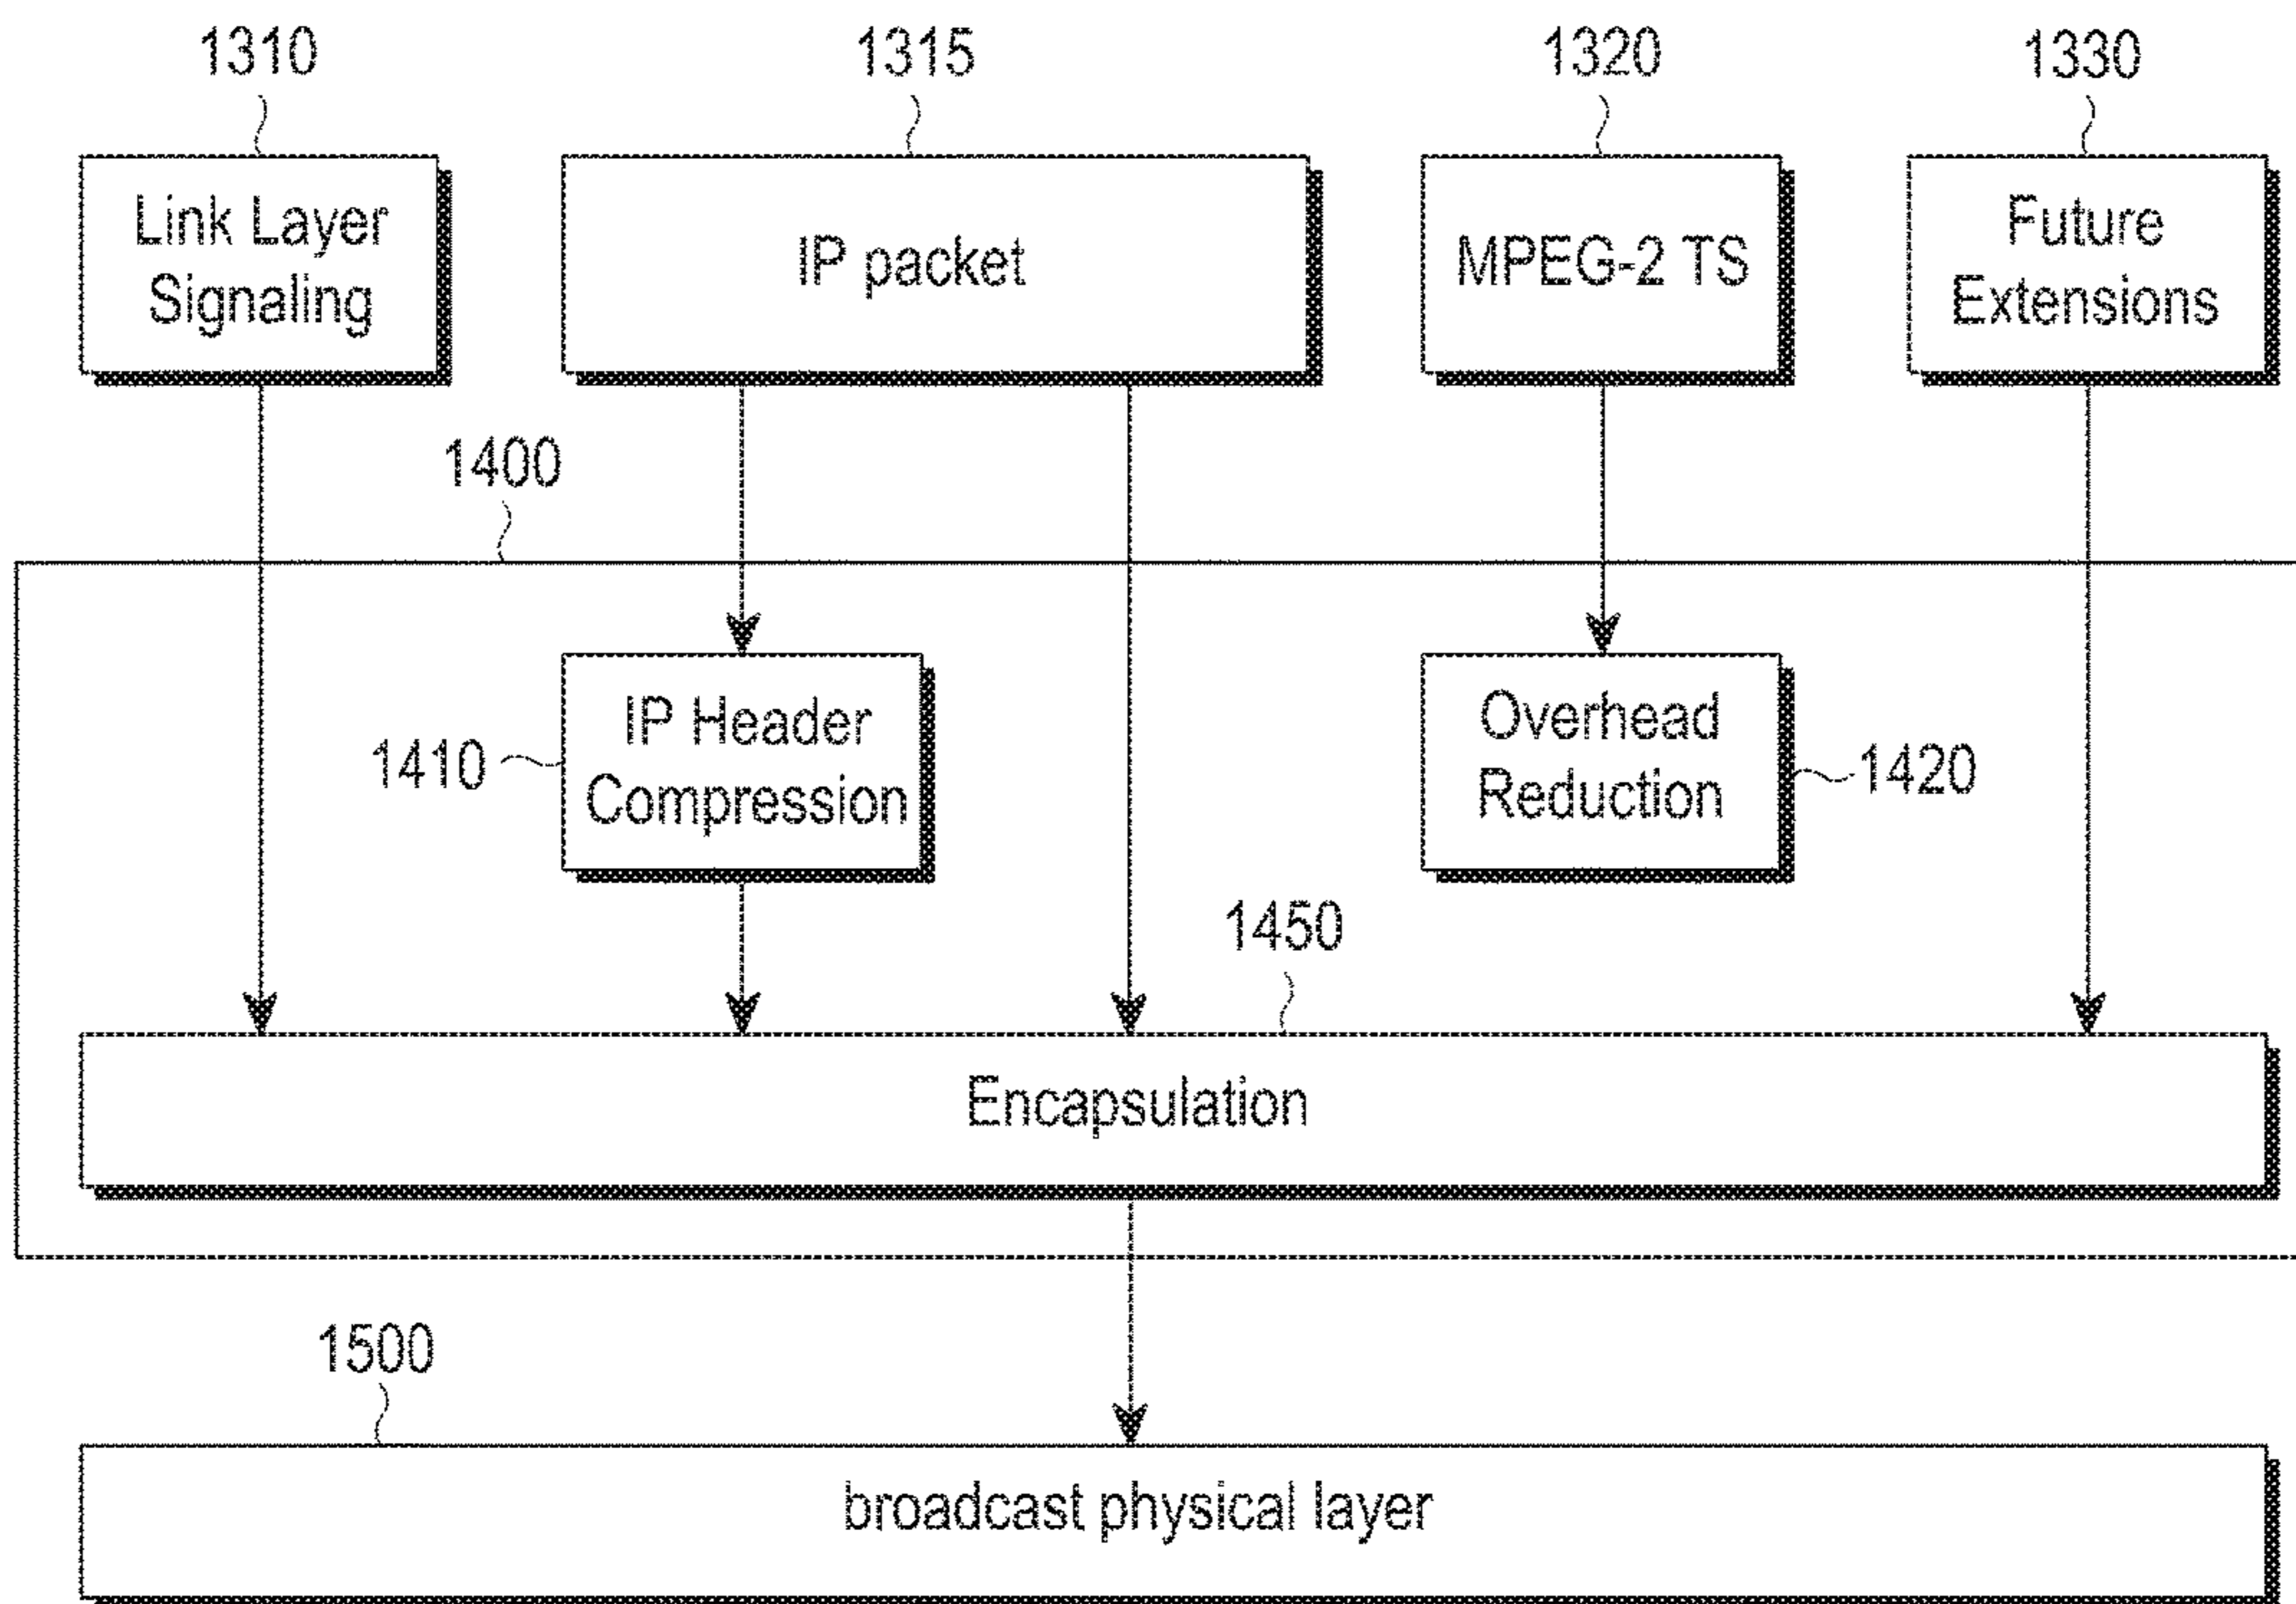 1310
1315
1320
1330
Link Layer
Signaling
IP packet
MPEG-2 TS
Future
Extensions
1400
IP Header
Compression
1410
Overhead
Reduction
1420
1450
Encapsulation
1500
broadcast physical layer